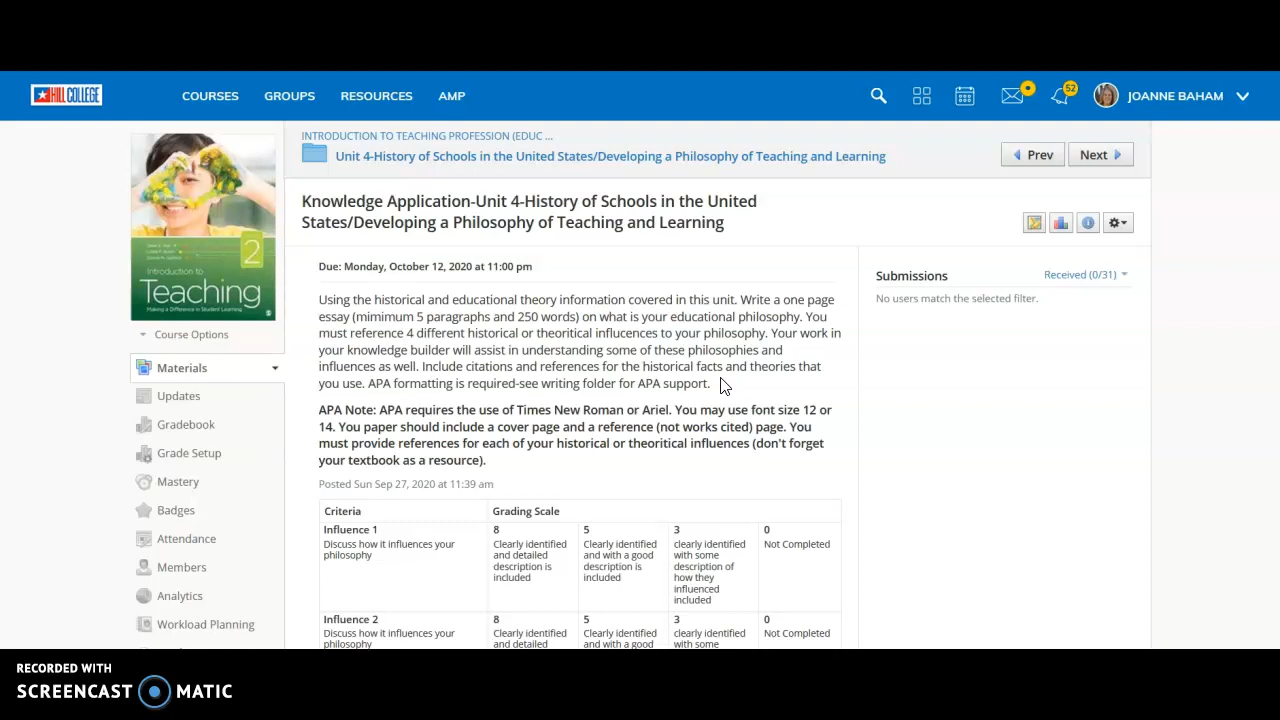 HILL COLLEGE
COURSES GROUPS RESOURCES AMP
52
JOANNE BAHAM
INTRODUCTION TO TEACHING PROFESSION (EDUC ...
Unit 4-History of Schools in the United States/Developing a Philosophy of Teaching and Learning
Prev
Next
Knowledge Application-Unit 4-History of Schools in the United
States/Developing a Philosophy of Teaching and Learning
2
Introduction to
Teaching
Making a Difference in Student Learning
Course Options
Materials
Updates
Gradebook
Grade Setup
Mastery
Badges
Attendance
Members
Analytics
Workload Planning
Due: Monday, October 12, 2020 at 11:00 pm
Using the historical and educational theory information covered in this unit. Write a one page
essay (mimimum 5 paragraphs and 250 words) on what is your educational philosophy. You
must reference 4 different historical or theoritical influences to your philosophy. Your work in
your knowledge builder will assist in understanding some of these philosophies and
influences as well. Include citations and references for the historical facts and theories that
you use. APA formatting is required-see writing folder for APA support.
APA Note: APA requires the use of Times New Roman or Ariel. You may use font size 12 or
14. You paper should include a cover page and a reference (not works cited) page. You
must provide references for each of your historical or theoritical influences (don't forget
your textbook as a resource).
Posted Sun Sep 27, 2020 at 11:39 am
Criteria Grading Scale
Influence 1
Discuss how it influences your
philosophy
8
Clearly identified
and detailed
description is
included
5
Clearly identified
and with a good
description is
included
3
clearly identified
with some
description of
how they
influenced
included
0
Not Completed
Influence 2
Discuss how it influences your
philosophy
8
Clearly identified
and detailed
5
Clearly identified
and with a good
3
clearly identified
with some
0
Not Completed
Submissions
Received (0/31)
No users match the selected filter.
RECORDED WITH
SCREENCAST MATIC